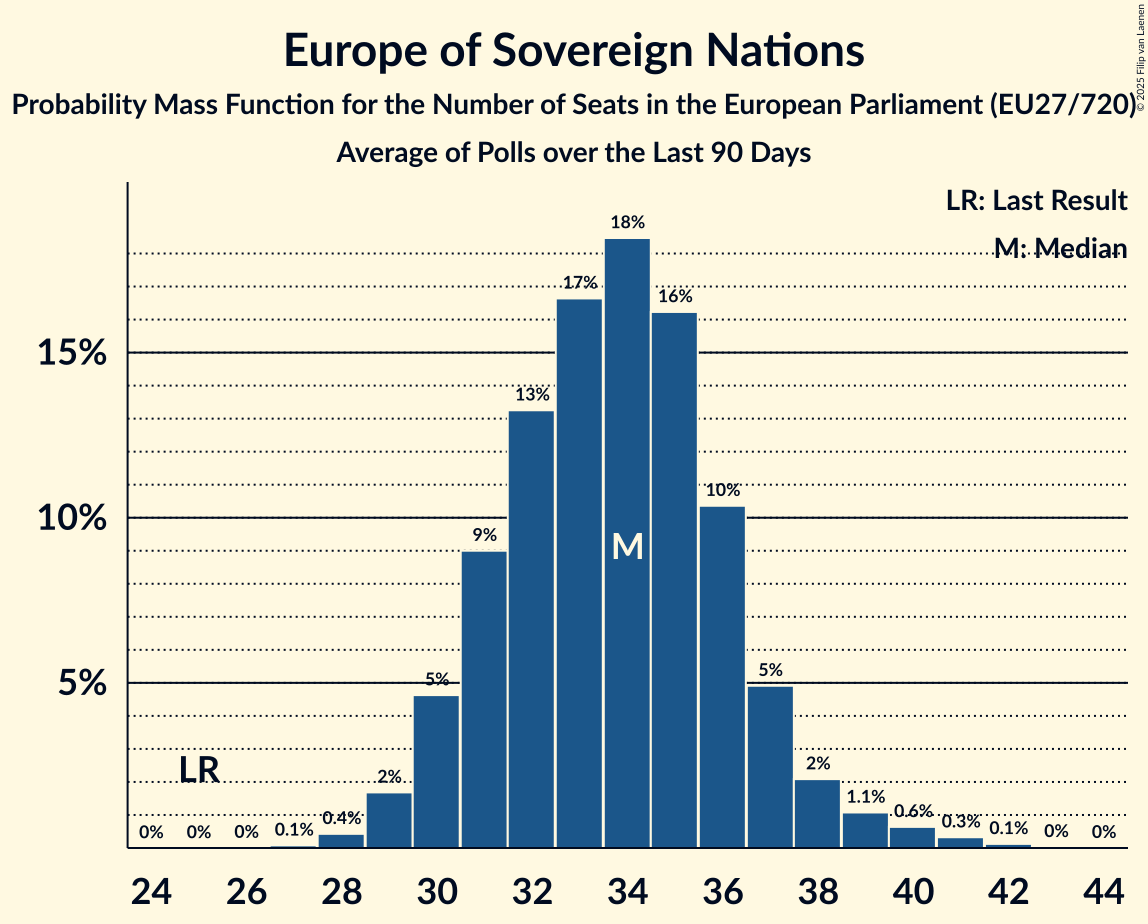 Europe of Sovereign Nations
Probability Mass Function for the Number of Seats in the European Parliament (EU27/720)
Average of Polls over the Last 90 Days
© 2025 Filip van Laenen
LR: Last Result
M: Median
15%
10%
5%
0%
0%
0%
0.1%
0.4%
2%
5%
9%
13%
17%
18%
16%
10%
5%
2%
1.1%
0.6%
0.3%
0.1%
0%
0%
LR
M
24 26 28 30 32 34 36 38 40 42 44